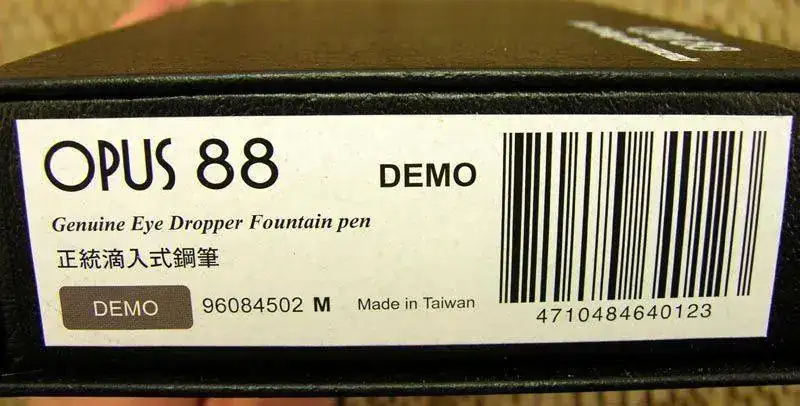 OPUS 88
DEMO
Genuine Eye Dropper Fountain pen
正統滴入式鋼筆
DEMO 96084502 M Made in Taiwan
4710484640123